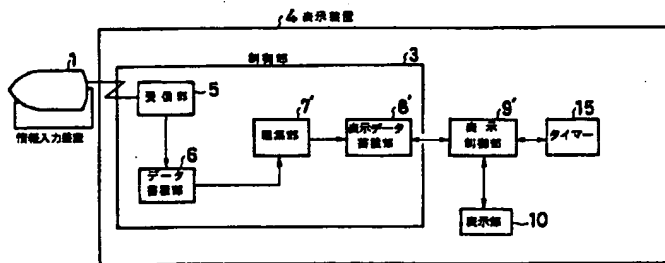 4 表示装置
1
情報入力装置
制御部
3
受信部
5
データ
蓄積部
6
編集部
7'
表示データ
蓄積部
8'
表示
制御部
9'
タイマー
15
表示部
10